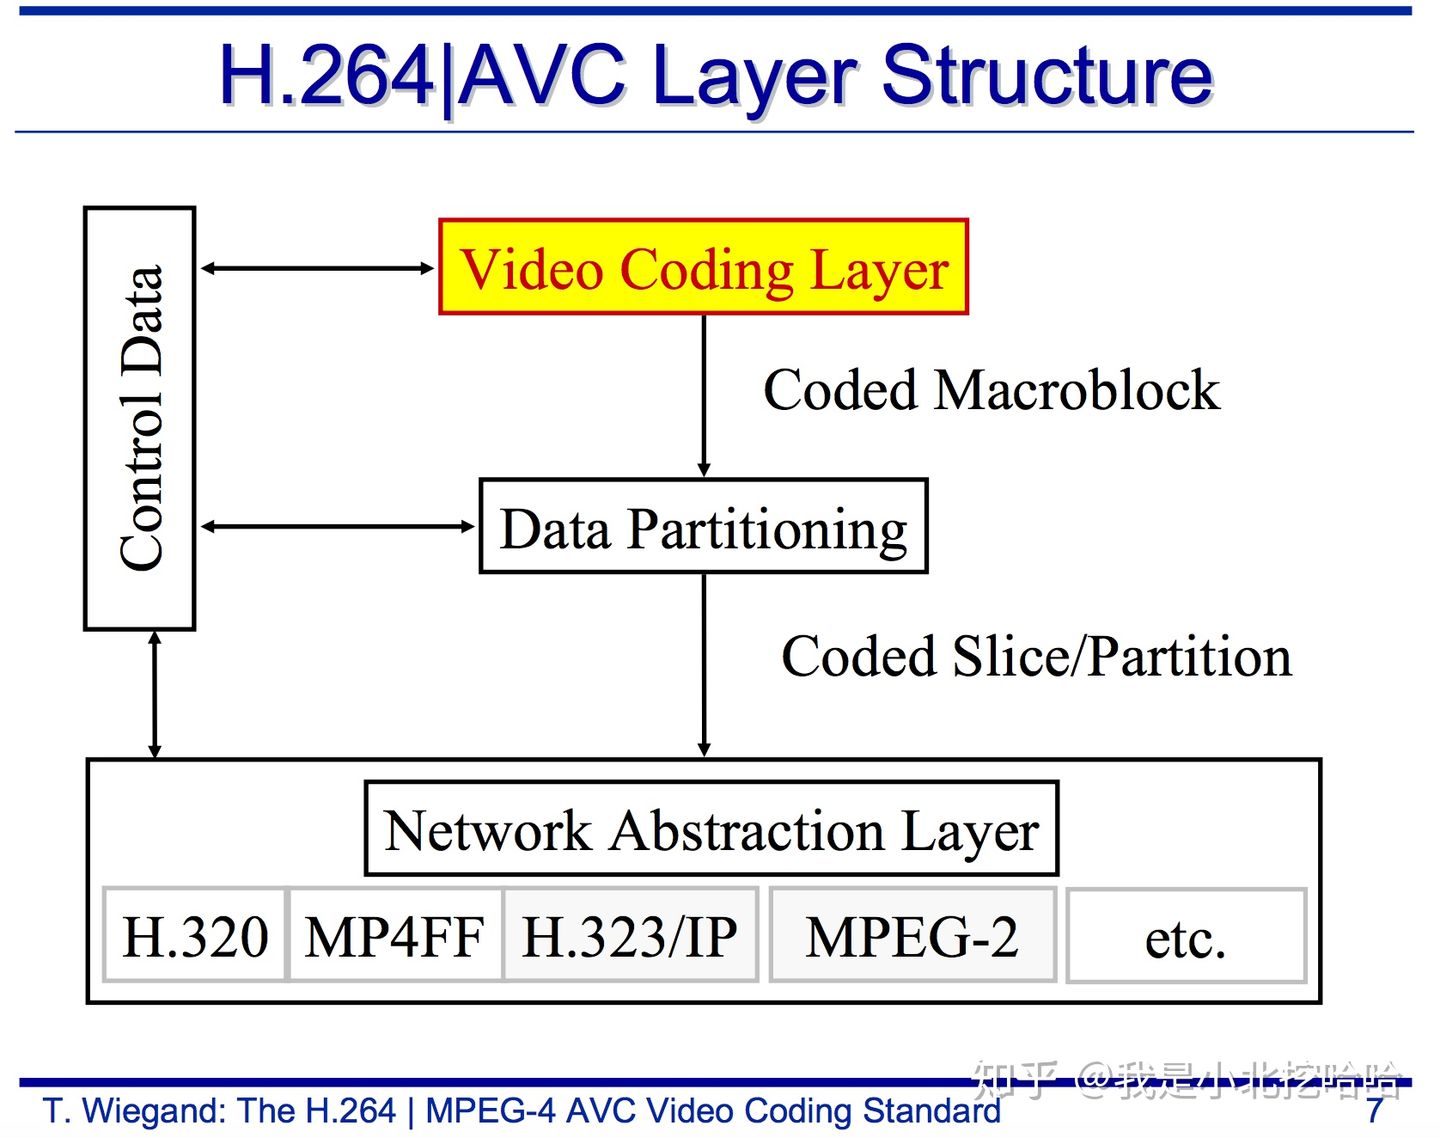 H.264|AVC Layer Structure
Control Data
Video Coding Layer
Coded Macroblock
Data Partitioning
Coded Slice/Partition
Network Abstraction Layer
H.320 MP4FF H.323/IP MPEG-2 etc.
知乎 @我是小北挖哈哈
T. Wiegand: The H.264 | MPEG-4 AVC Video Coding Standard 7